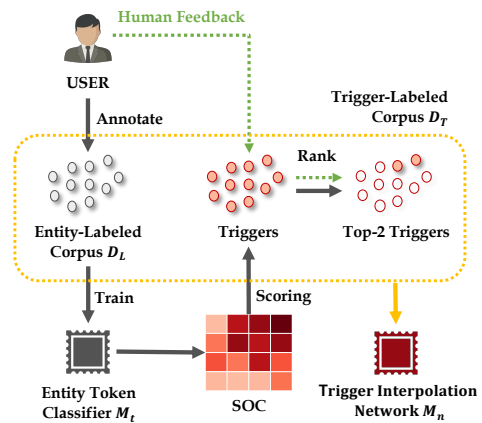 Human Feedback
USER
Annotate
Trigger-Labeled
Corpus D_T
Rank
Entity-Labeled
Corpus D_L
Triggers
Top-2 Triggers
Train
Scoring
Entity Token
Classifier M_t
SOC
Trigger Interpolation
Network M_n